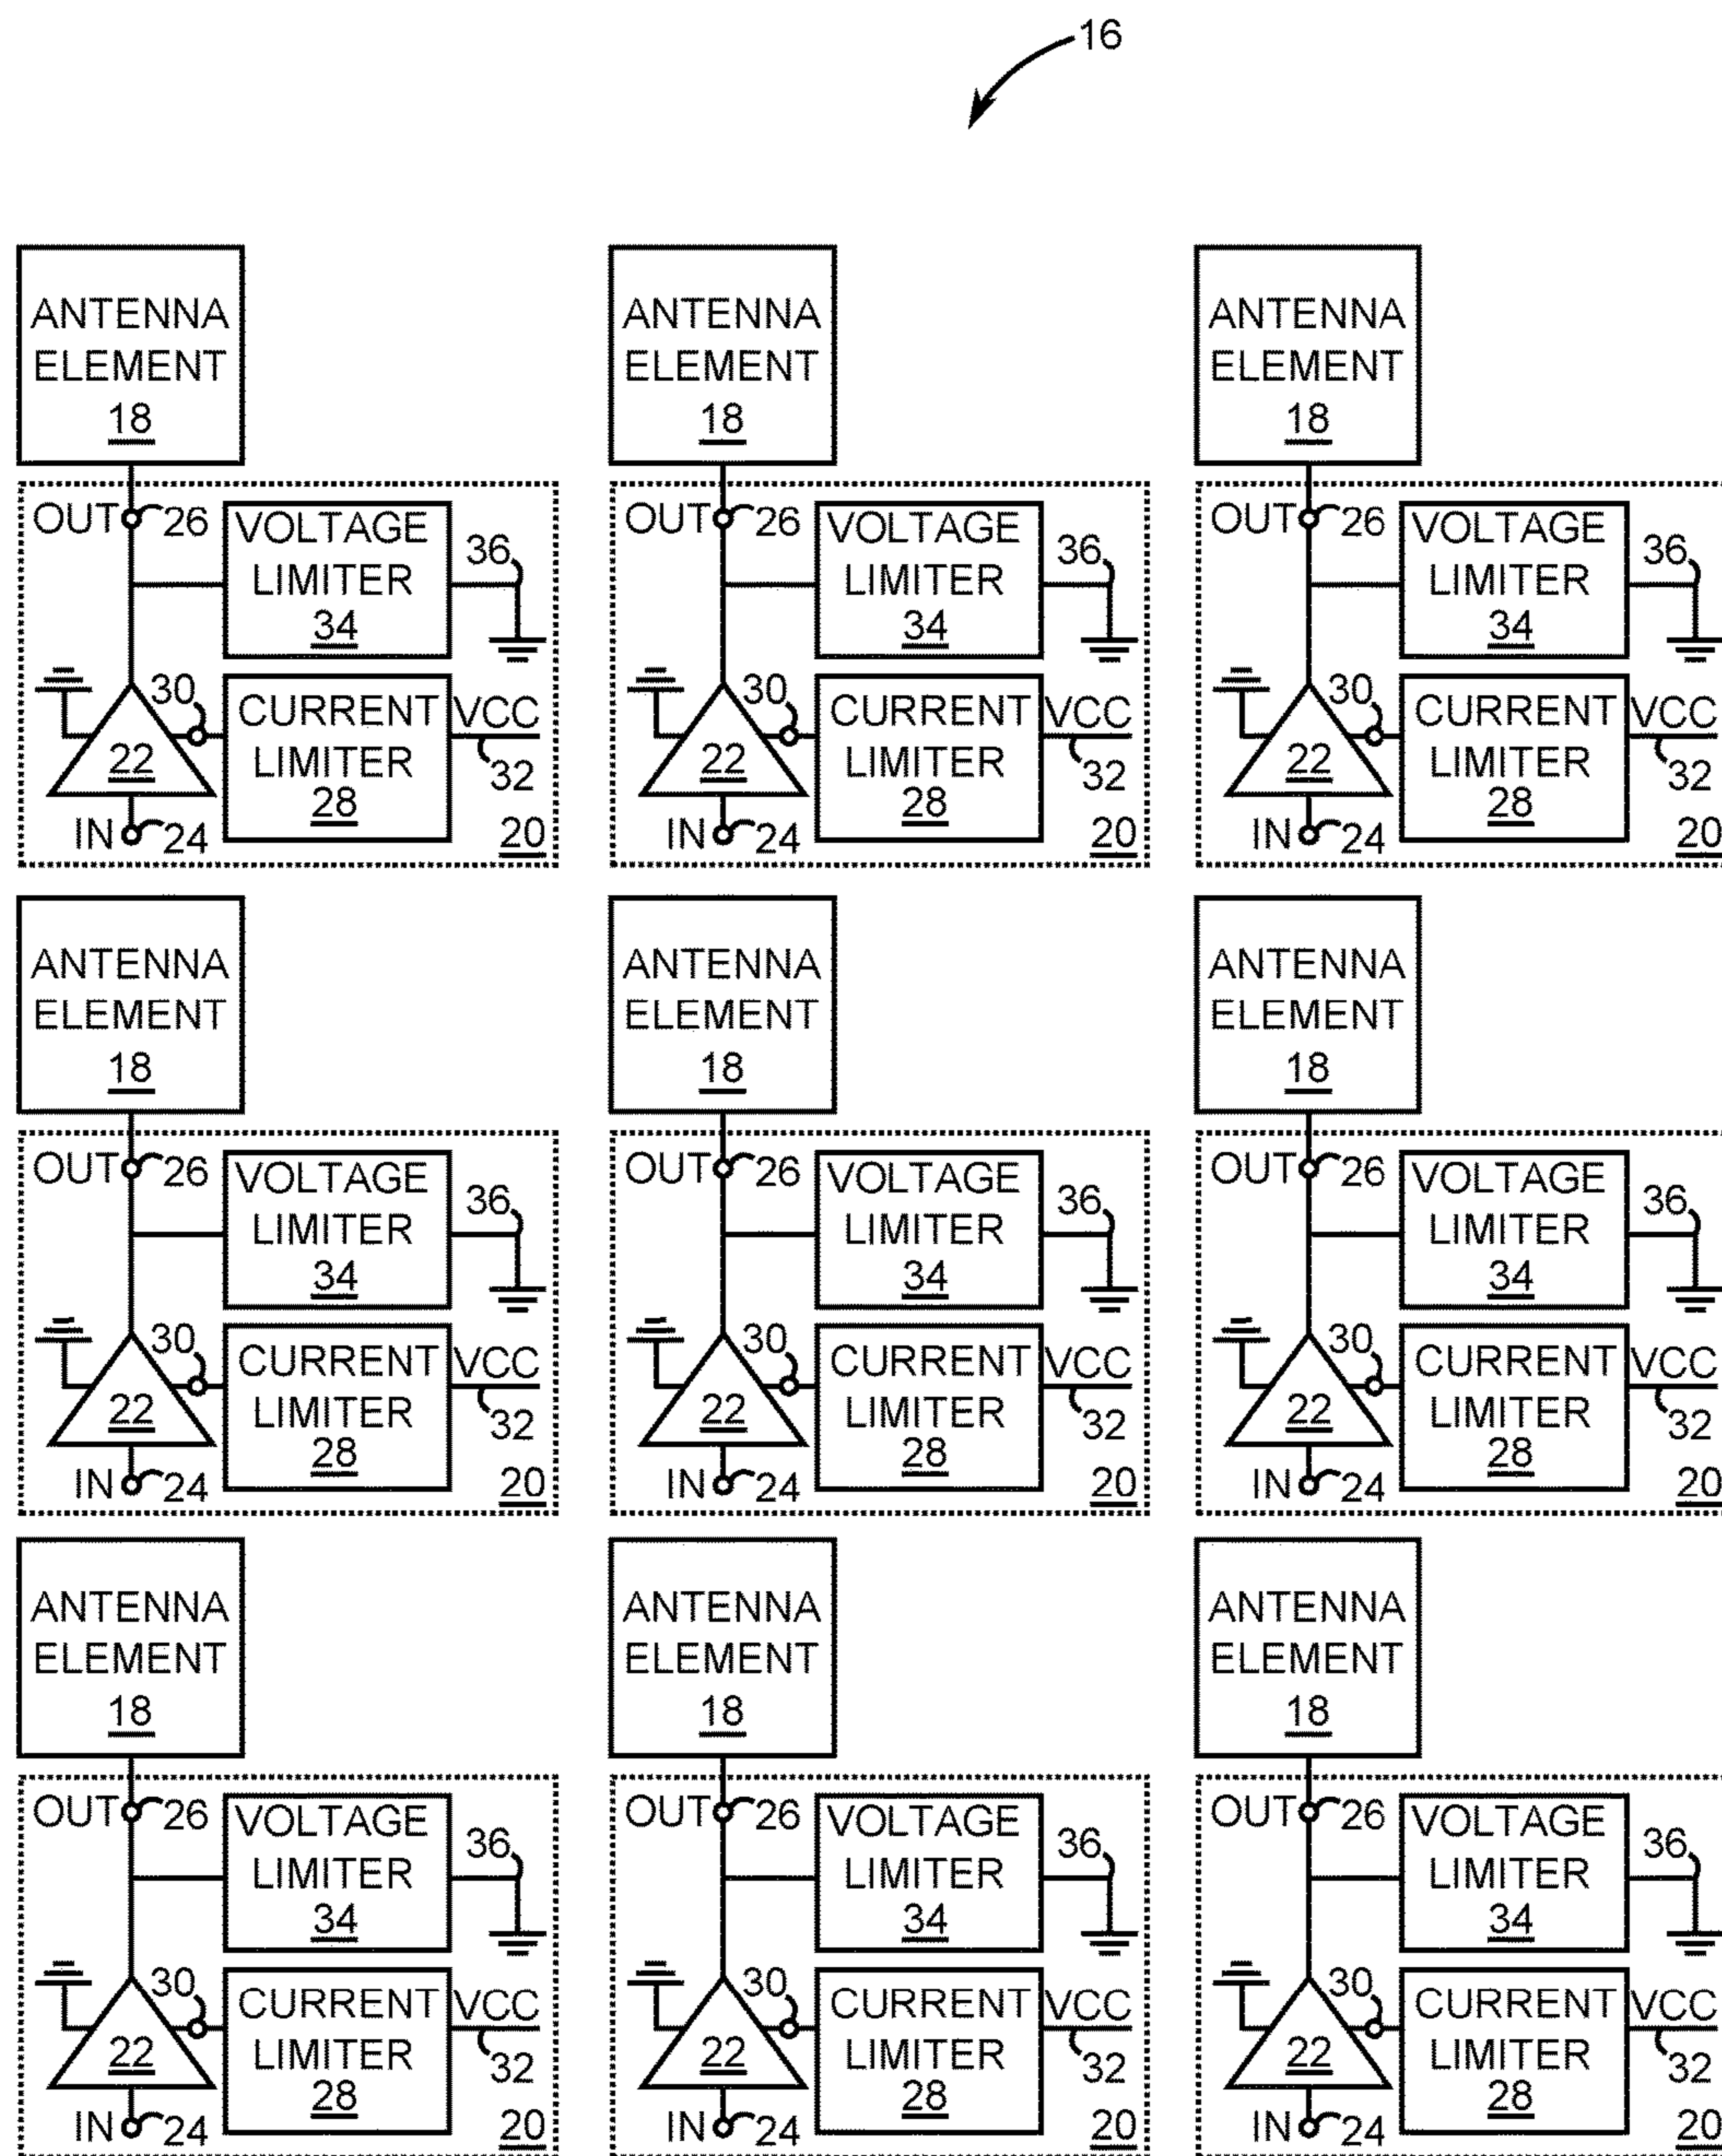 16
ANTENNA ANTENNA ANTENNA
ELEMENT ELEMENT ELEMENT
18 18 18
OUT 26 VOLTAGE OUT 26 VOLTAGE OUT 26 VOLTAGE
LIMITER 36 LIMITER 36 LIMITER 36
34 34 34
30 CURRENT VCC 30 CURRENT VCC 30 CURRENT VCC
22 LIMITER 32 22 LIMITER 32 22 LIMITER 32
28 28 28
IN 24 20 IN 24 20 IN 24 20
ANTENNA ANTENNA ANTENNA
ELEMENT ELEMENT ELEMENT
18 18 18
OUT 26 VOLTAGE OUT 26 VOLTAGE OUT 26 VOLTAGE
LIMITER 36 LIMITER 36 LIMITER 36
34 34 34
30 CURRENT VCC 30 CURRENT VCC 30 CURRENT VCC
22 LIMITER 32 22 LIMITER 32 22 LIMITER 32
28 28 28
IN 24 20 IN 24 20 IN 24 20
ANTENNA ANTENNA ANTENNA
ELEMENT ELEMENT ELEMENT
18 18 18
OUT 26 VOLTAGE OUT 26 VOLTAGE OUT 26 VOLTAGE
LIMITER 36 LIMITER 36 LIMITER 36
34 34 34
30 CURRENT VCC 30 CURRENT VCC 30 CURRENT VCC
22 LIMITER 32 22 LIMITER 32 22 LIMITER 32
28 28 28
IN 24 20 IN 24 20 IN 24 20